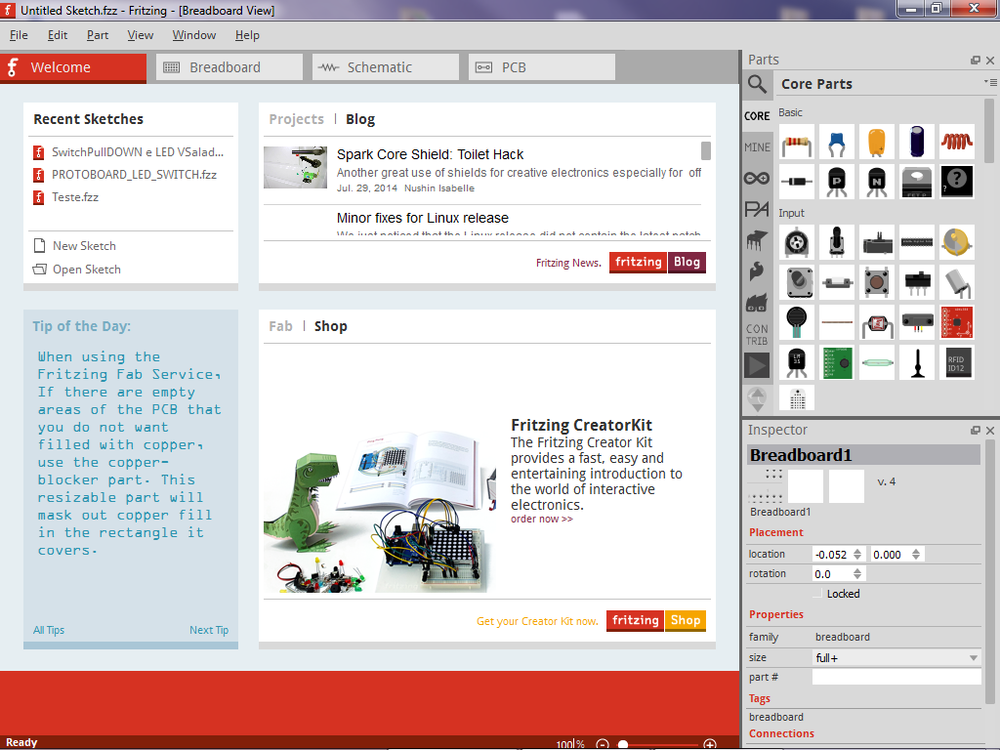 Untitled Sketch.fzz - Fritzing - [Breadboard View]
File Edit Part View Window Help
Welcome Breadboard Schematic PCB
Recent Sketches
SwitchPullDOWN e LED VSalad...
PROTOBOARD_LED_SWITCH.fzz
Teste.fzz
New Sketch
Open Sketch
Projects | Blog
Spark Core Shield: Toilet Hack
Another great use of shields for creative electronics especially for off
Jul. 29, 2014 Nushin Isabelle
Minor fixes for Linux release
We just noticed that the Linux release did not contain the latest patch
Fritzing News. fritzing Blog
Tip of the Day:
When using the
Fritzing Fab Service,
If there are empty
areas of the PCB that
you do not want
filled with copper,
use the copper-
blocker part. This
resizable part will
mask out copper fill
in the rectangle it
covers.
All Tips Next Tip
Fab | Shop
Fritzing CreatorKit
The Fritzing Creator Kit
provides a fast, easy and
entertaining introduction to
the world of interactive
electronics.
order now >>
Get your Creator Kit now. fritzing Shop
Ready
100%
Parts
Core Parts
CORE
MINE
CON
TRIB
Basic
P
N
?
Input
LM
35
RFID
ID12
Inspector
Breadboard1
v. 4
Breadboard1
Placement
location -0.052 0.000
rotation 0.0
Locked
Properties
family breadboard
size full+
part #
Tags
breadboard
Connections